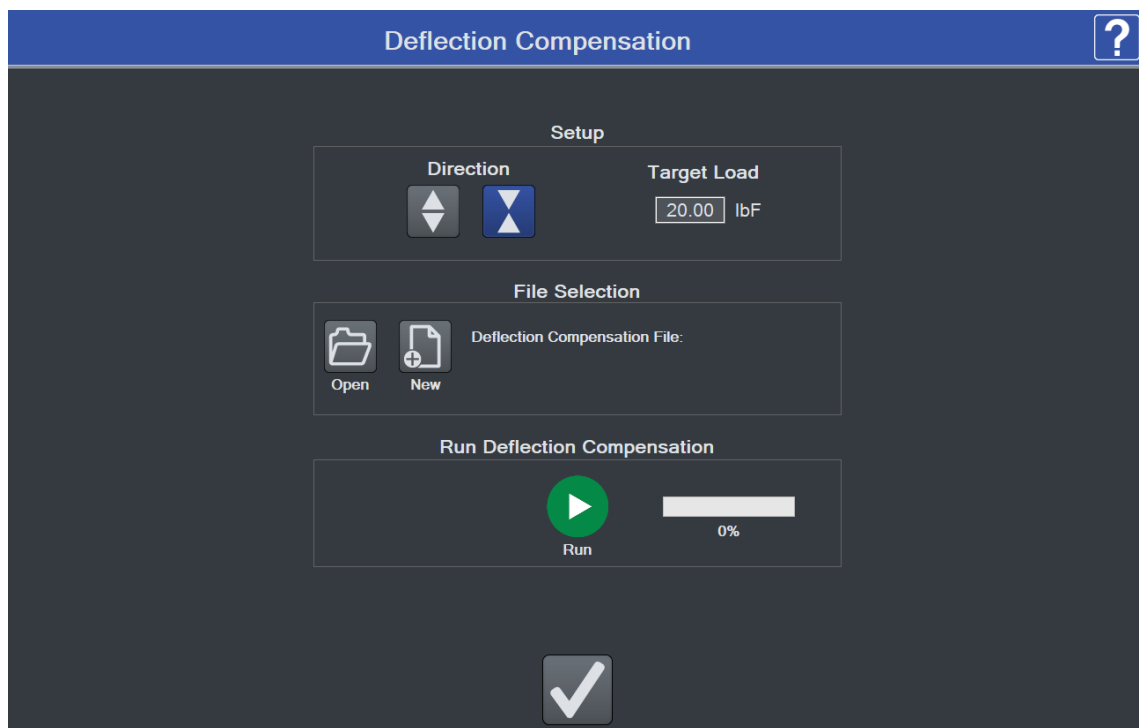 Deflection Compensation
?
Setup
Direction
Target Load
20.00 lbF
File Selection
Deflection Compensation File:
Open
New
Run Deflection Compensation
0%
Run